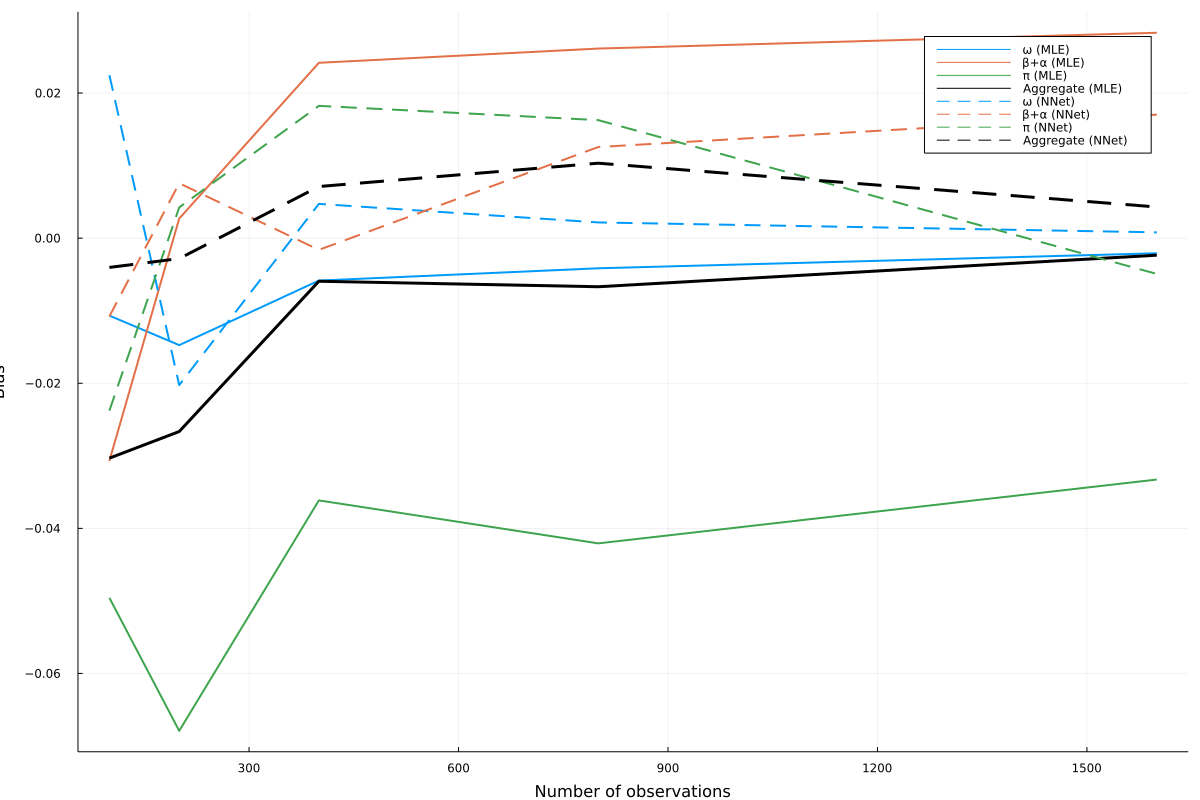 ω (MLE)
β+α (MLE)
π (MLE)
Aggregate (MLE)
ω (NNet)
β+α (NNet)
π (NNet)
Aggregate (NNet)
0.02
0.00
−0.02
−0.04
−0.06
300
600
900
1200
1500
Number of observations